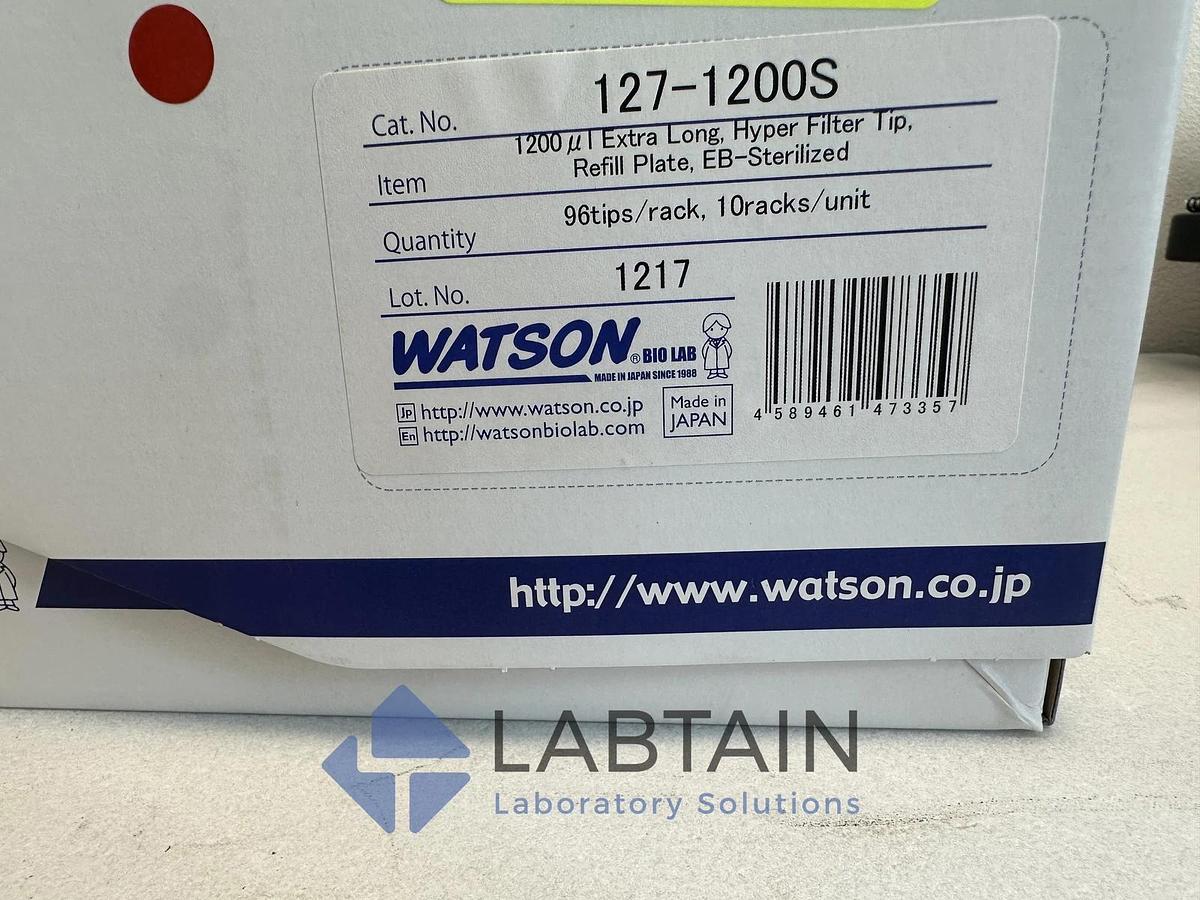 Cat. No. 127-1200S
Item 1200μl Extra Long, Hyper Filter Tip,
Refill Plate, EB-Sterilized
Quantity 96tips/rack, 10racks/unit
Lot. No. 1217
WATSON® BIO LAB
MADE IN JAPAN SINCE 1988
Jp http://www.watson.co.jp
En http://watsonbiolab.com
Made in
JAPAN
4 589461 473357
http://www.watson.co.jp
LABTAIN
Laboratory Solutions